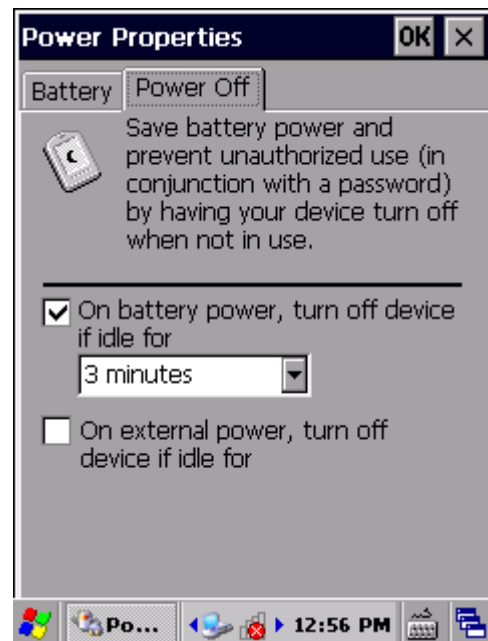 Power Properties OK
Battery Power Off
Save battery power and
prevent unauthorized use (in
conjunction with a password)
by having your device turn off
when not in use.
On battery power, turn off device
if idle for
3 minutes
On external power, turn off
device if idle for
Po... 12:56 PM